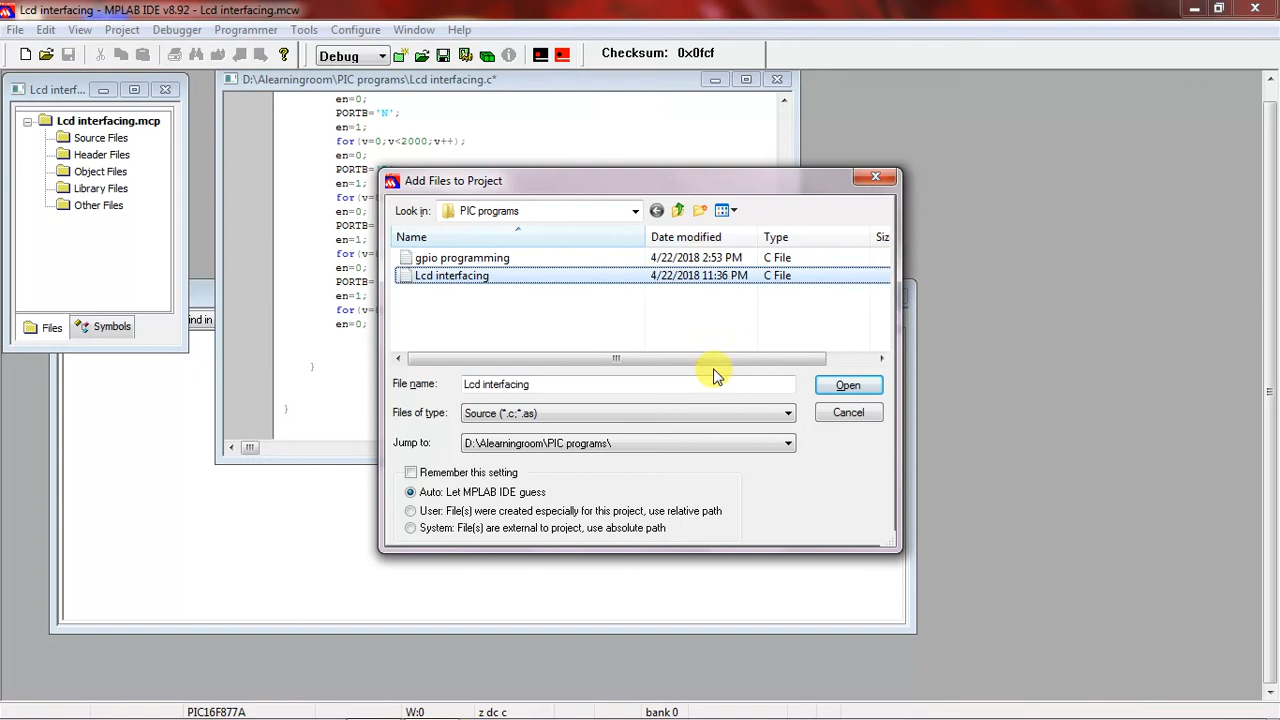 Lcd interfacing - MPLAB IDE v8.92 - Lcd interfacing.mcw
File Edit View Project Debugger Programmer Tools Configure Window Help
Debug Checksum: 0x0fcf
Lcd interf...
Lcd interfacing.mcp
Source Files
Header Files
Object Files
Library Files
Other Files
Files Symbols
D:\Alearningroom\PIC programs\Lcd interfacing.c*
en=0;
PORTB='N';
en=1;
for(v=0;v<2000;v++);
en=0;
PORTB=
en=1;
for(v=
en=0;
PORTB=
en=1;
for(v=
en=0;
PORTB=
en=1;
for(v=
en=0;
}
}
nd in
Add Files to Project
Look in: PIC programs
Name Date modified Type Siz
gpio programming 4/22/2018 2:53 PM C File
Lcd interfacing 4/22/2018 11:36 PM C File
File name: Lcd interfacing Open
Files of type: Source (*.c;*.as) Cancel
Jump to: D:\Alearningroom\PIC programs\
Remember this setting
Auto: Let MPLAB IDE guess
User: File(s) were created especially for this project, use relative path
System: File(s) are external to project, use absolute path
PIC16F877A W:0 z dc c bank 0